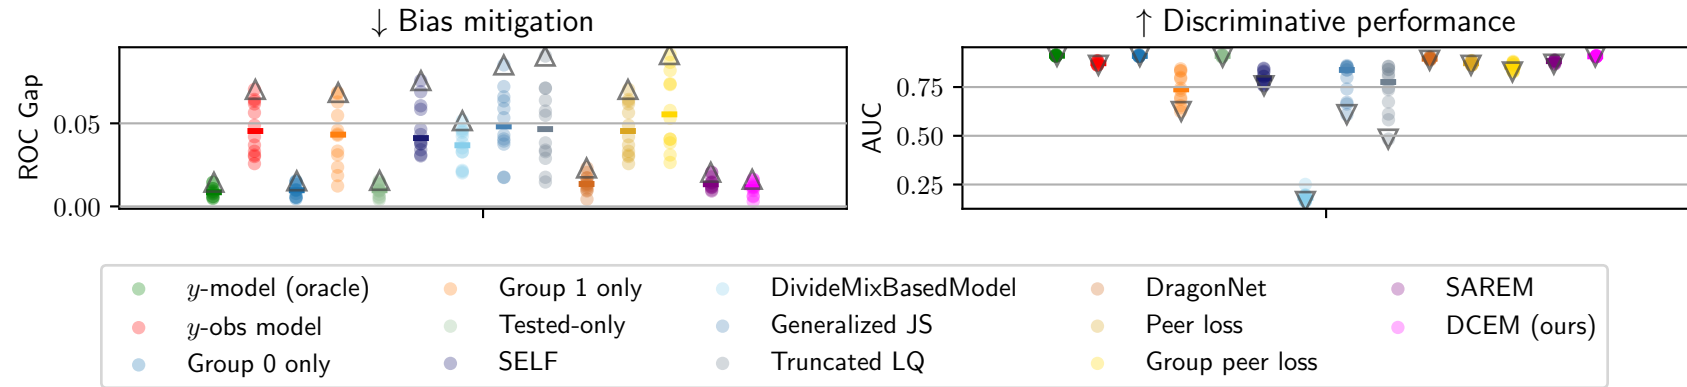 ↓ Bias mitigation
↑ Discriminative performance
ROC Gap
0.05
0.00
AUC
0.75
0.50
0.25
y-model (oracle)
y-obs model
Group 0 only
Group 1 only
Tested-only
SELF
DivideMixBasedModel
Generalized JS
Truncated LQ
DragonNet
Peer loss
Group peer loss
SAREM
DCEM (ours)